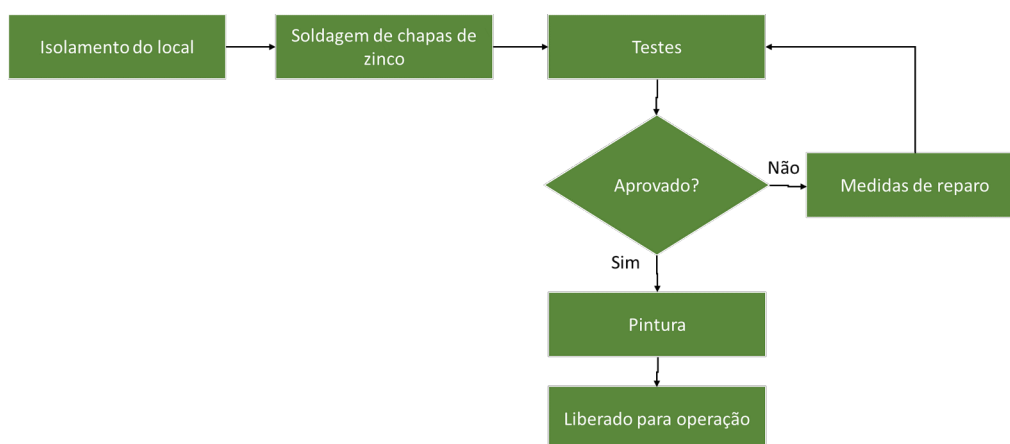 Isolamento do local
Soldagem de chapas de
zinco
Testes
Aprovado?
Não
Medidas de reparo
Sim
Pintura
Liberado para operação